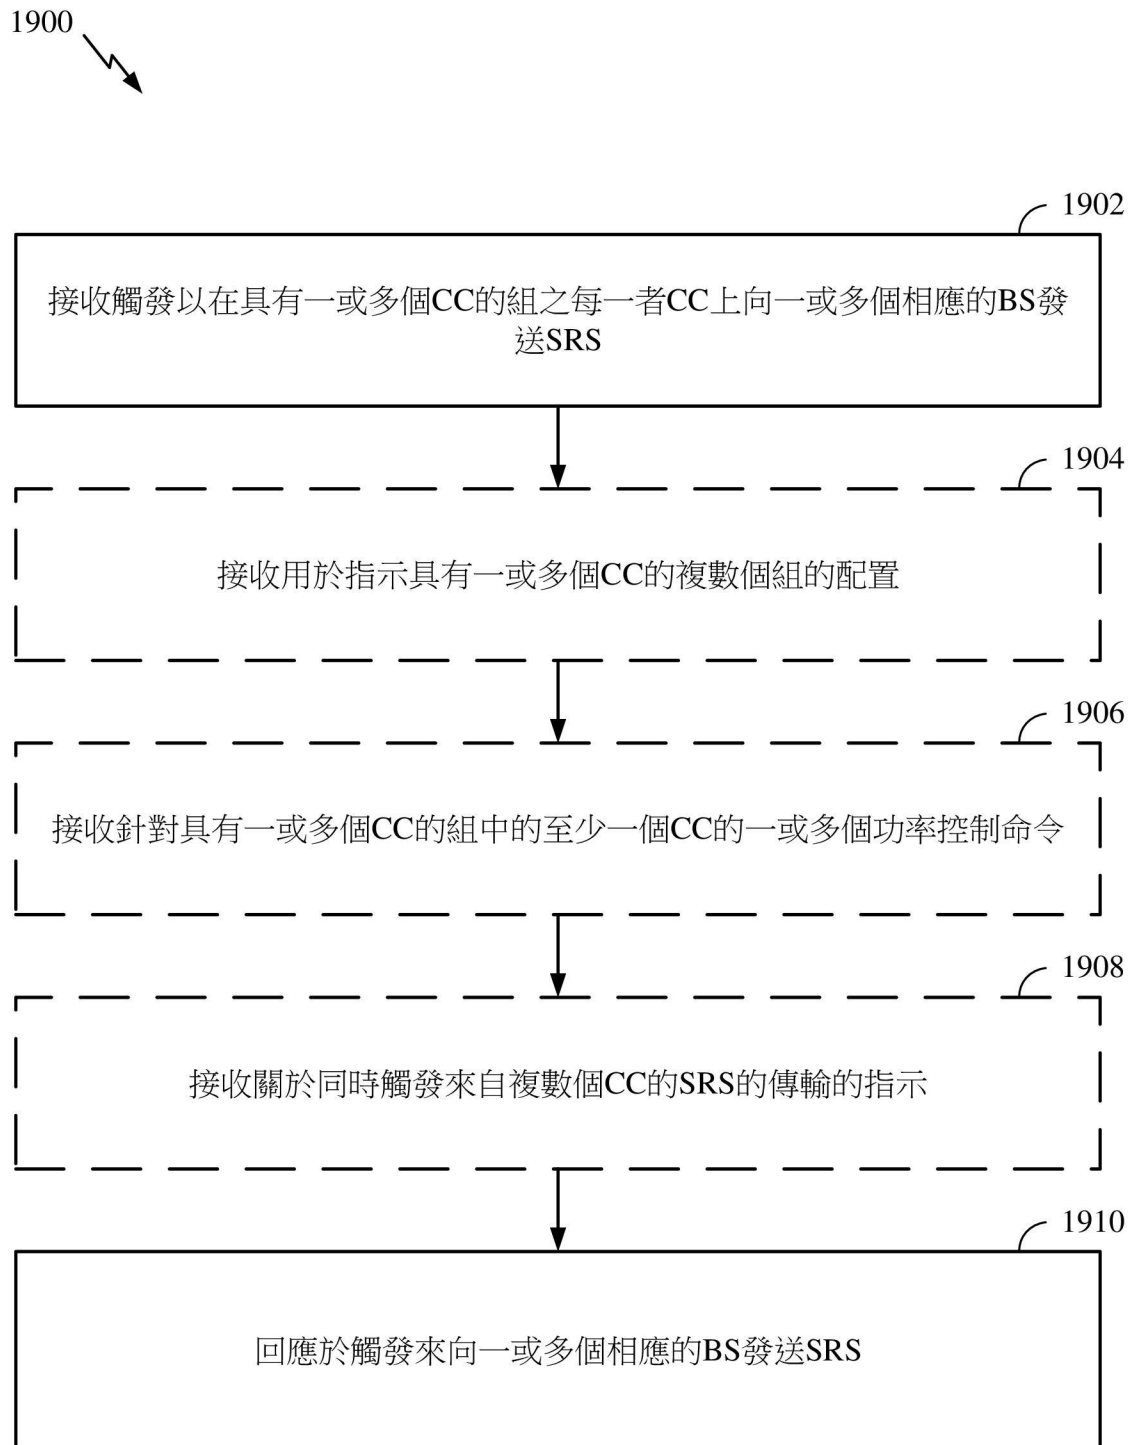 1900
1902
接收觸發以在具有一或多個CC的組之每一者CC上向一或多個相應的BS發
送SRS
1904
接收用於指示具有一或多個CC的複數個組的配置
1906
接收針對具有一或多個CC的組中的至少一個CC的一或多個功率控制命令
1908
接收關於同時觸發來自複數個CC的SRS的傳輸的指示
1910
回應於觸發來向一或多個相應的BS發送SRS